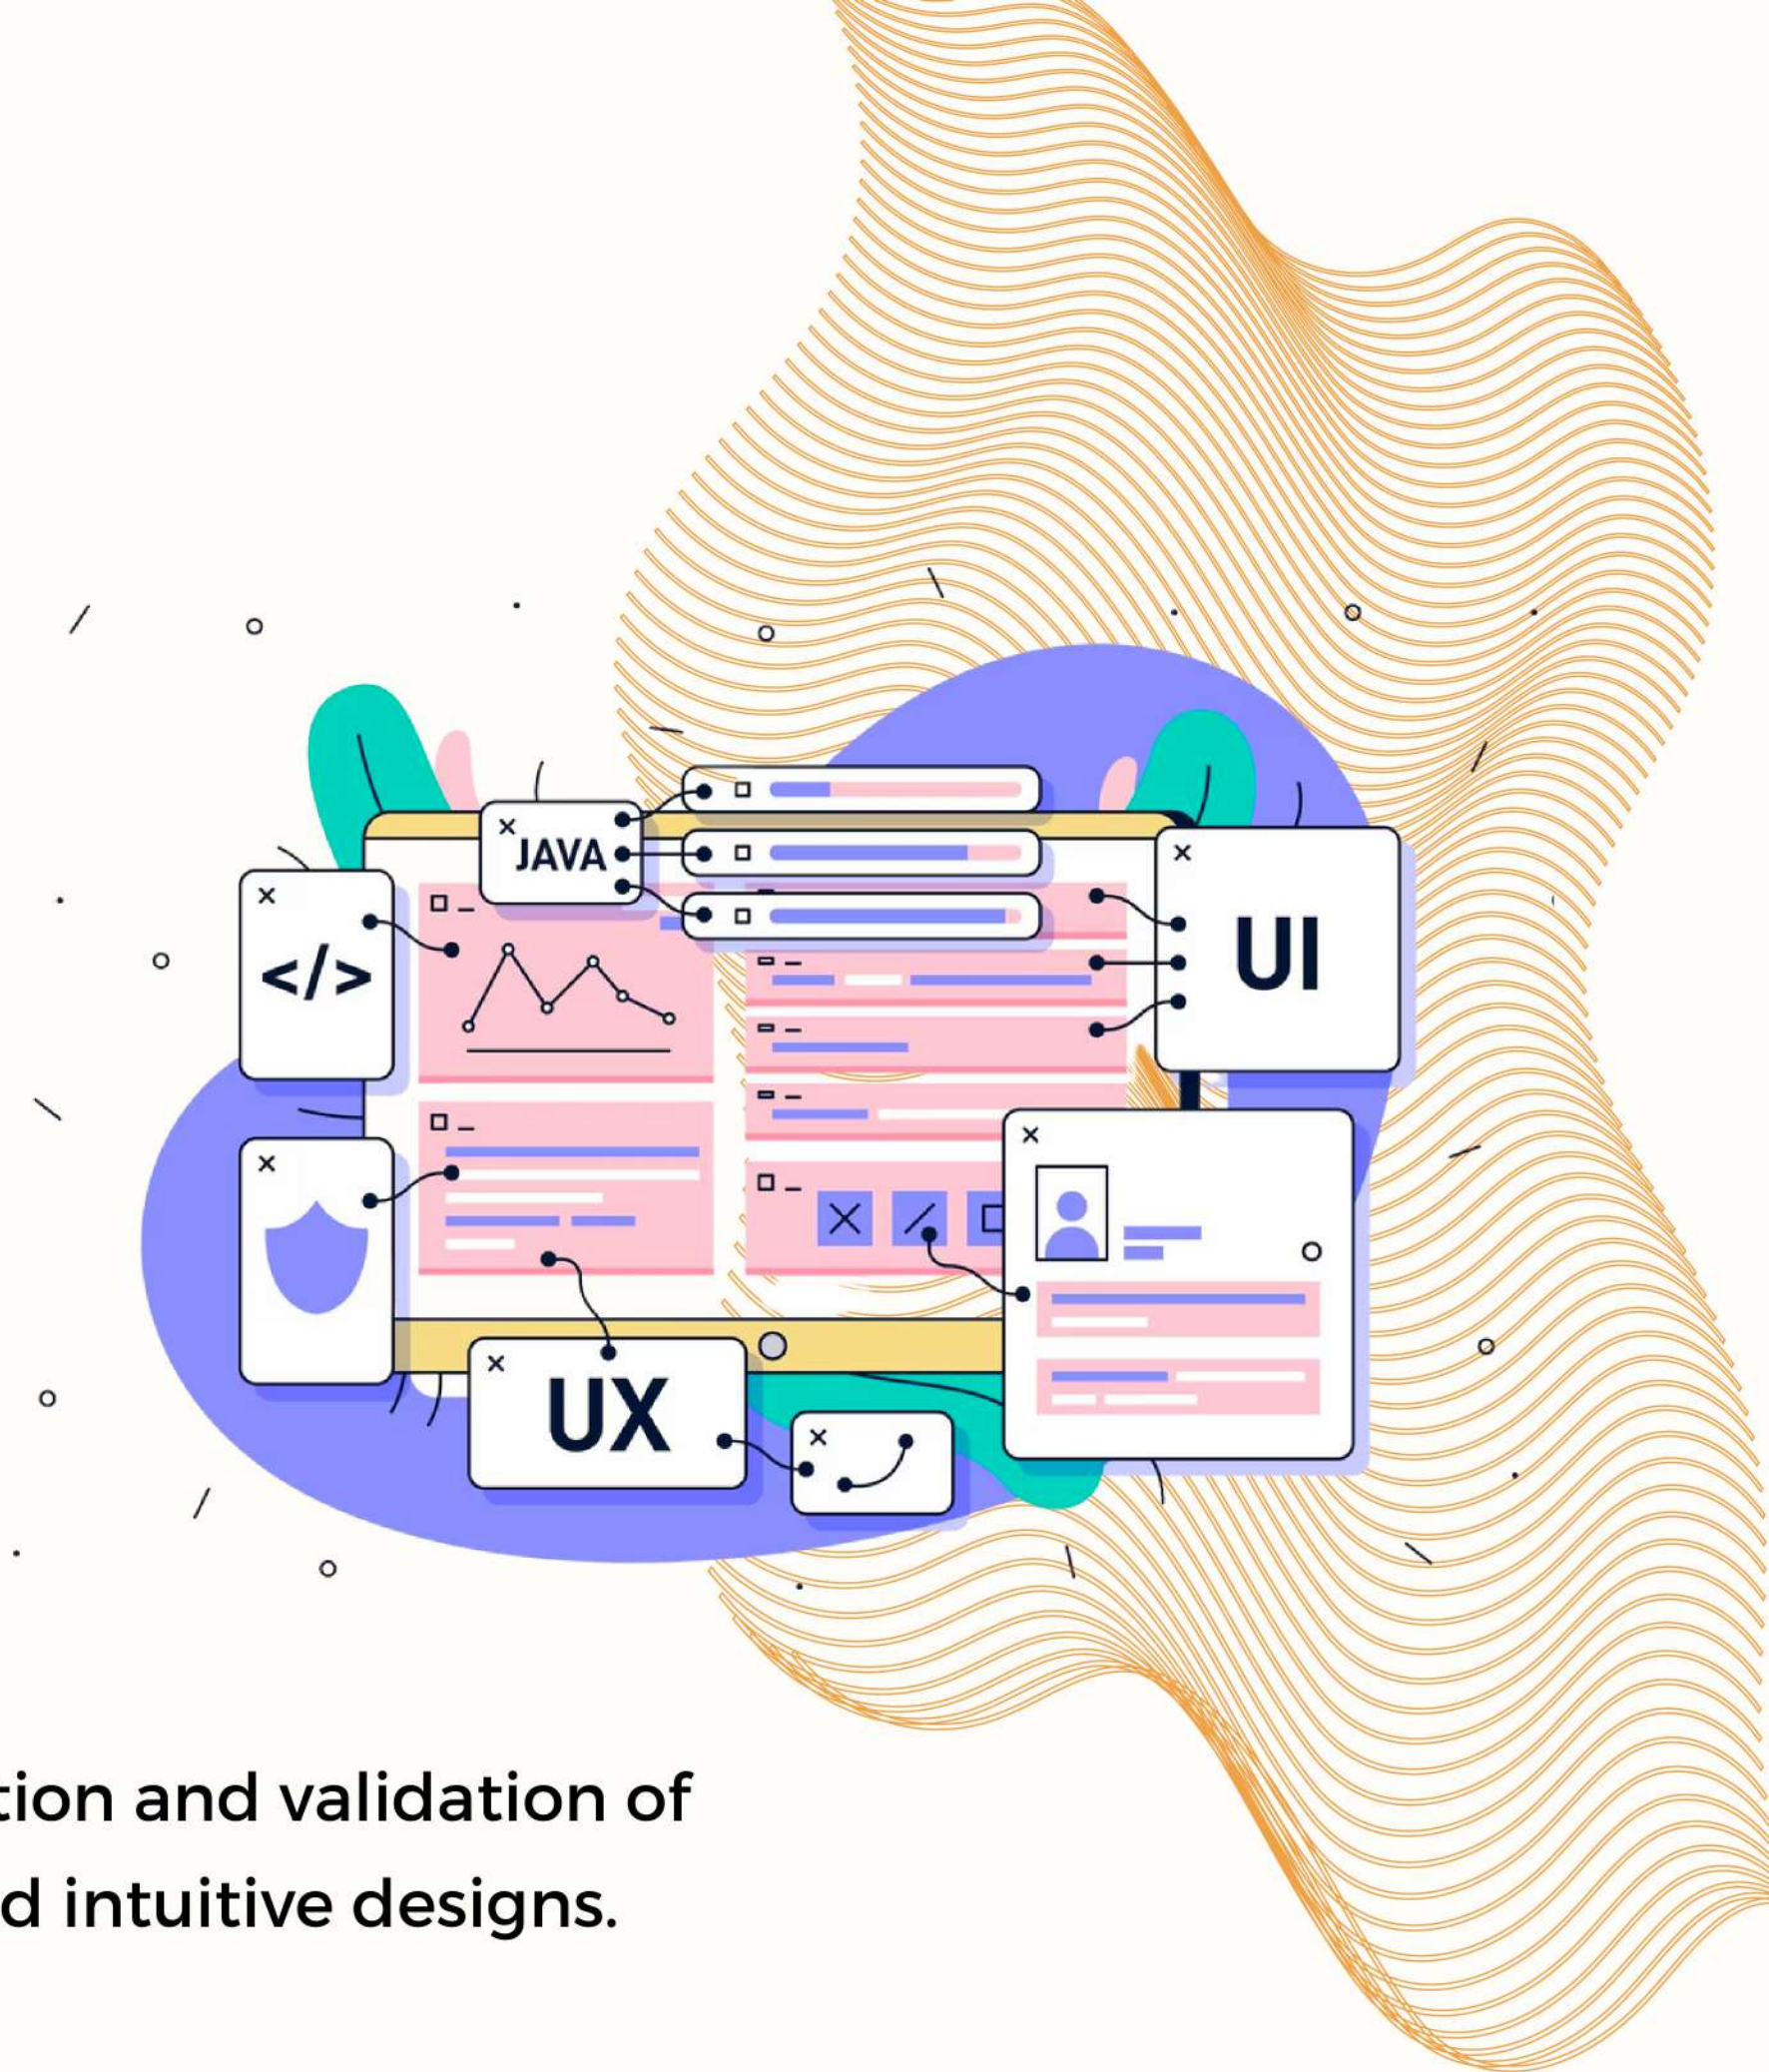 JAVA
</>
UI
UX
tion and validation of
d intuitive designs.